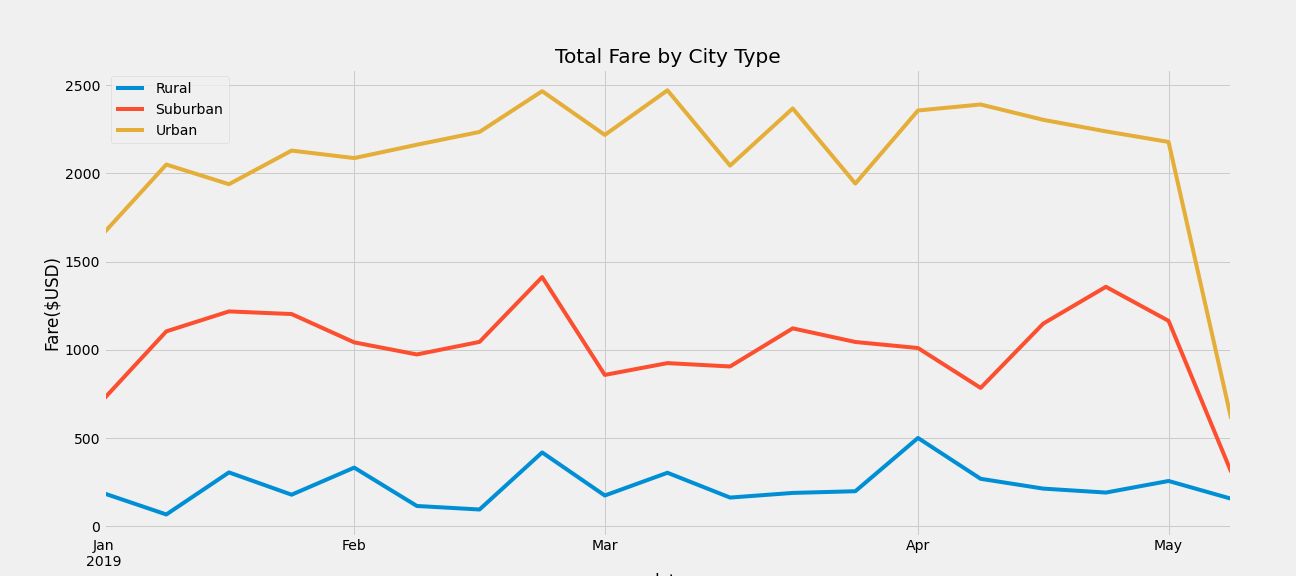 Total Fare by City Type
Rural
Suburban
Urban
2500
2000
1500
1000
500
0
Fare($USD)
Jan
2019
Feb
Mar
Apr
May